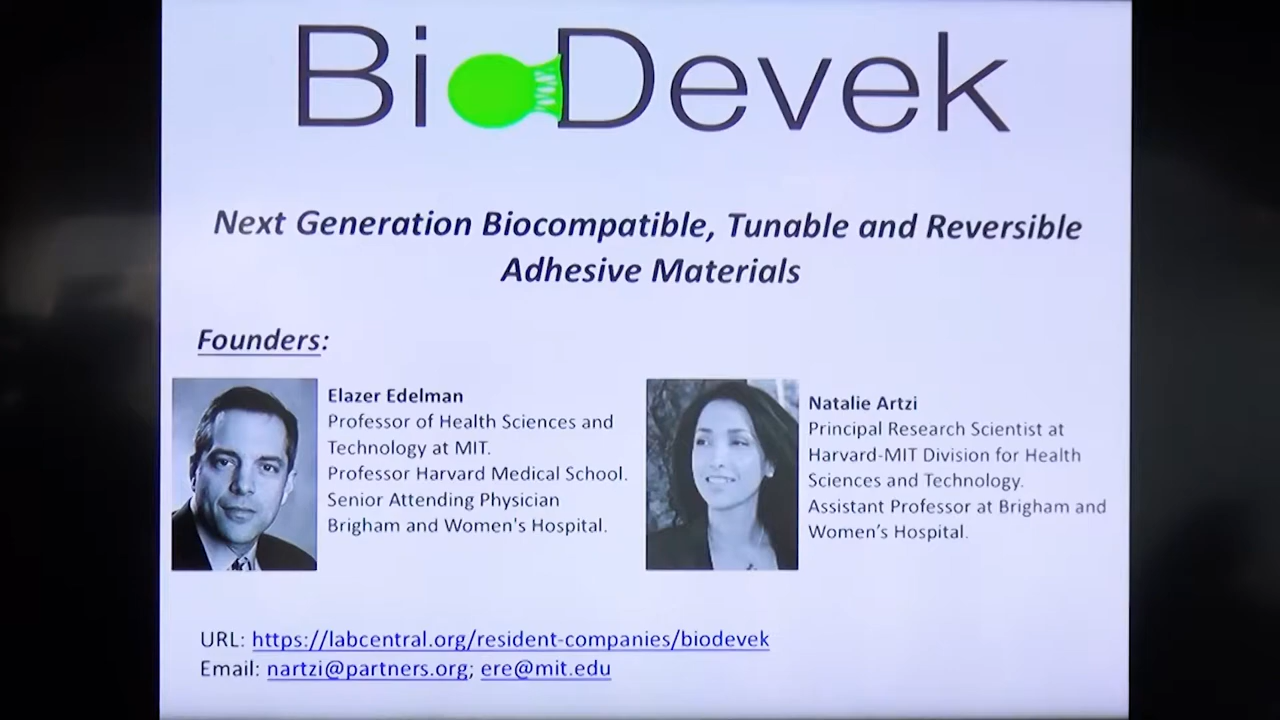 BioDevek
Next Generation Biocompatible, Tunable and Reversible
Adhesive Materials
Founders:
Elazer Edelman
Professor of Health Sciences and
Technology at MIT.
Professor Harvard Medical School.
Senior Attending Physician
Brigham and Women's Hospital.
Natalie Artzi
Principal Research Scientist at
Harvard-MIT Division for Health
Sciences and Technology.
Assistant Professor at Brigham and
Women’s Hospital.
URL: https://labcentral.org/resident-companies/biodevek
Email: nartzi@partners.org; ere@mit.edu